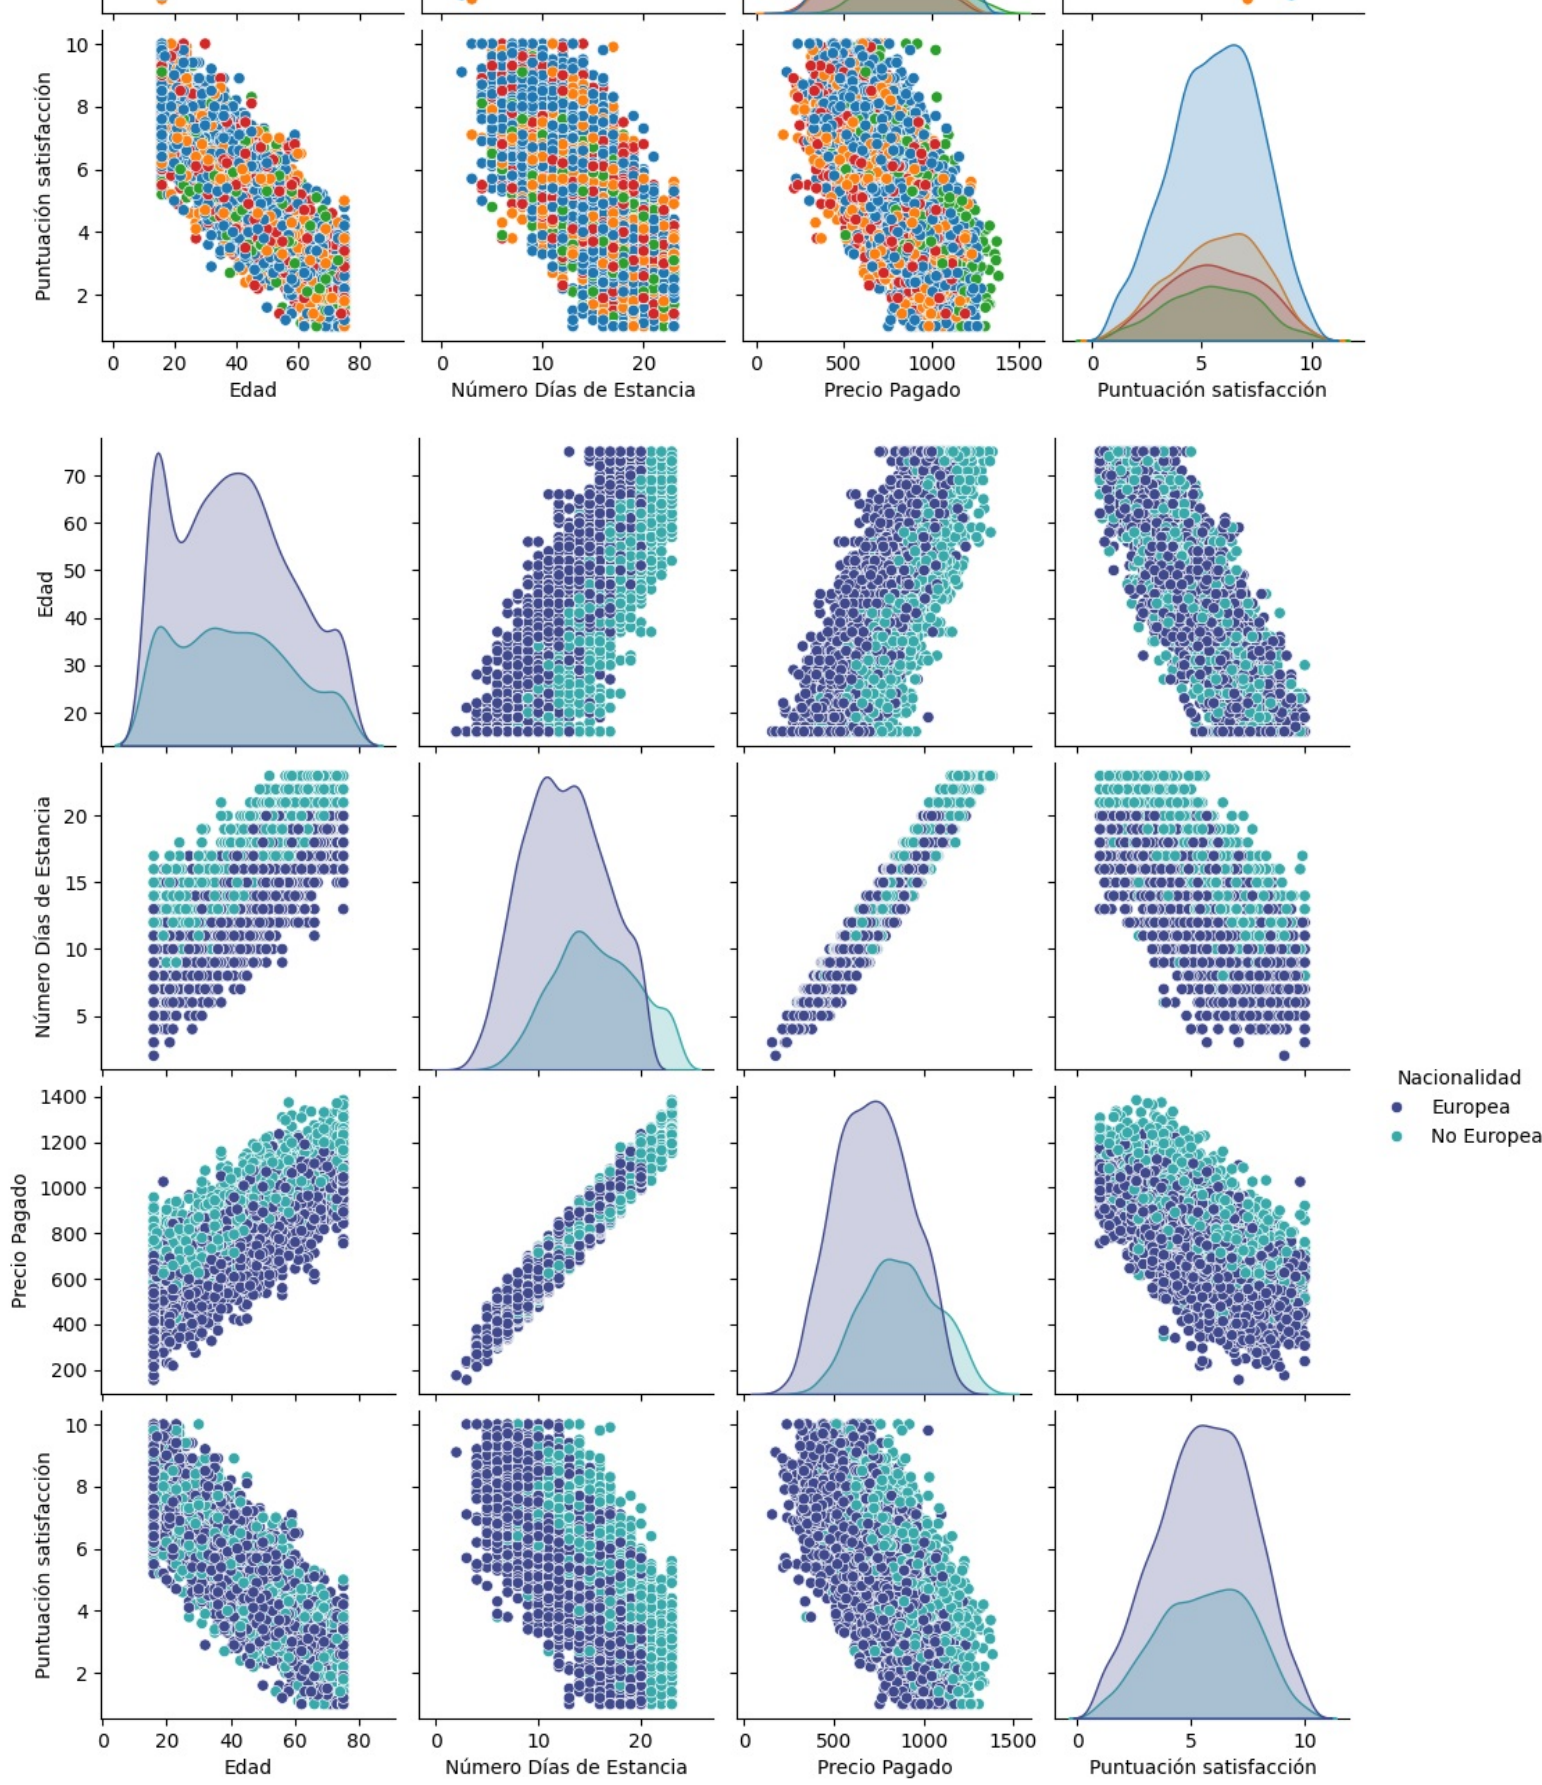 10
8
6
4
2
Puntuación satisfacción
0 20 40 60 80
0 10 20
0 500 1000 1500
0 5 10
Edad
Número Días de Estancia
Precio Pagado
Puntuación satisfacción
70
60
50
40
30
20
Edad
20
15
10
5
Número Días de Estancia
Nacionalidad
Europea
No Europea
1400
1200
1000
800
600
400
200
Precio Pagado
10
8
6
4
2
Puntuación satisfacción
0 20 40 60 80
0 10 20
0 500 1000 1500
0 5 10
Edad
Número Días de Estancia
Precio Pagado
Puntuación satisfacción